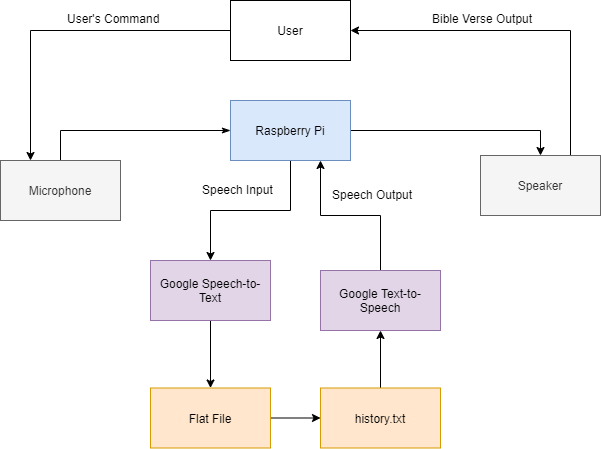 User's Command
Bible Verse Output
User
Raspberry Pi
Microphone
Speaker
Speech Input
Speech Output
Google Speech-to-
Text
Google Text-to-
Speech
Flat File
history.txt